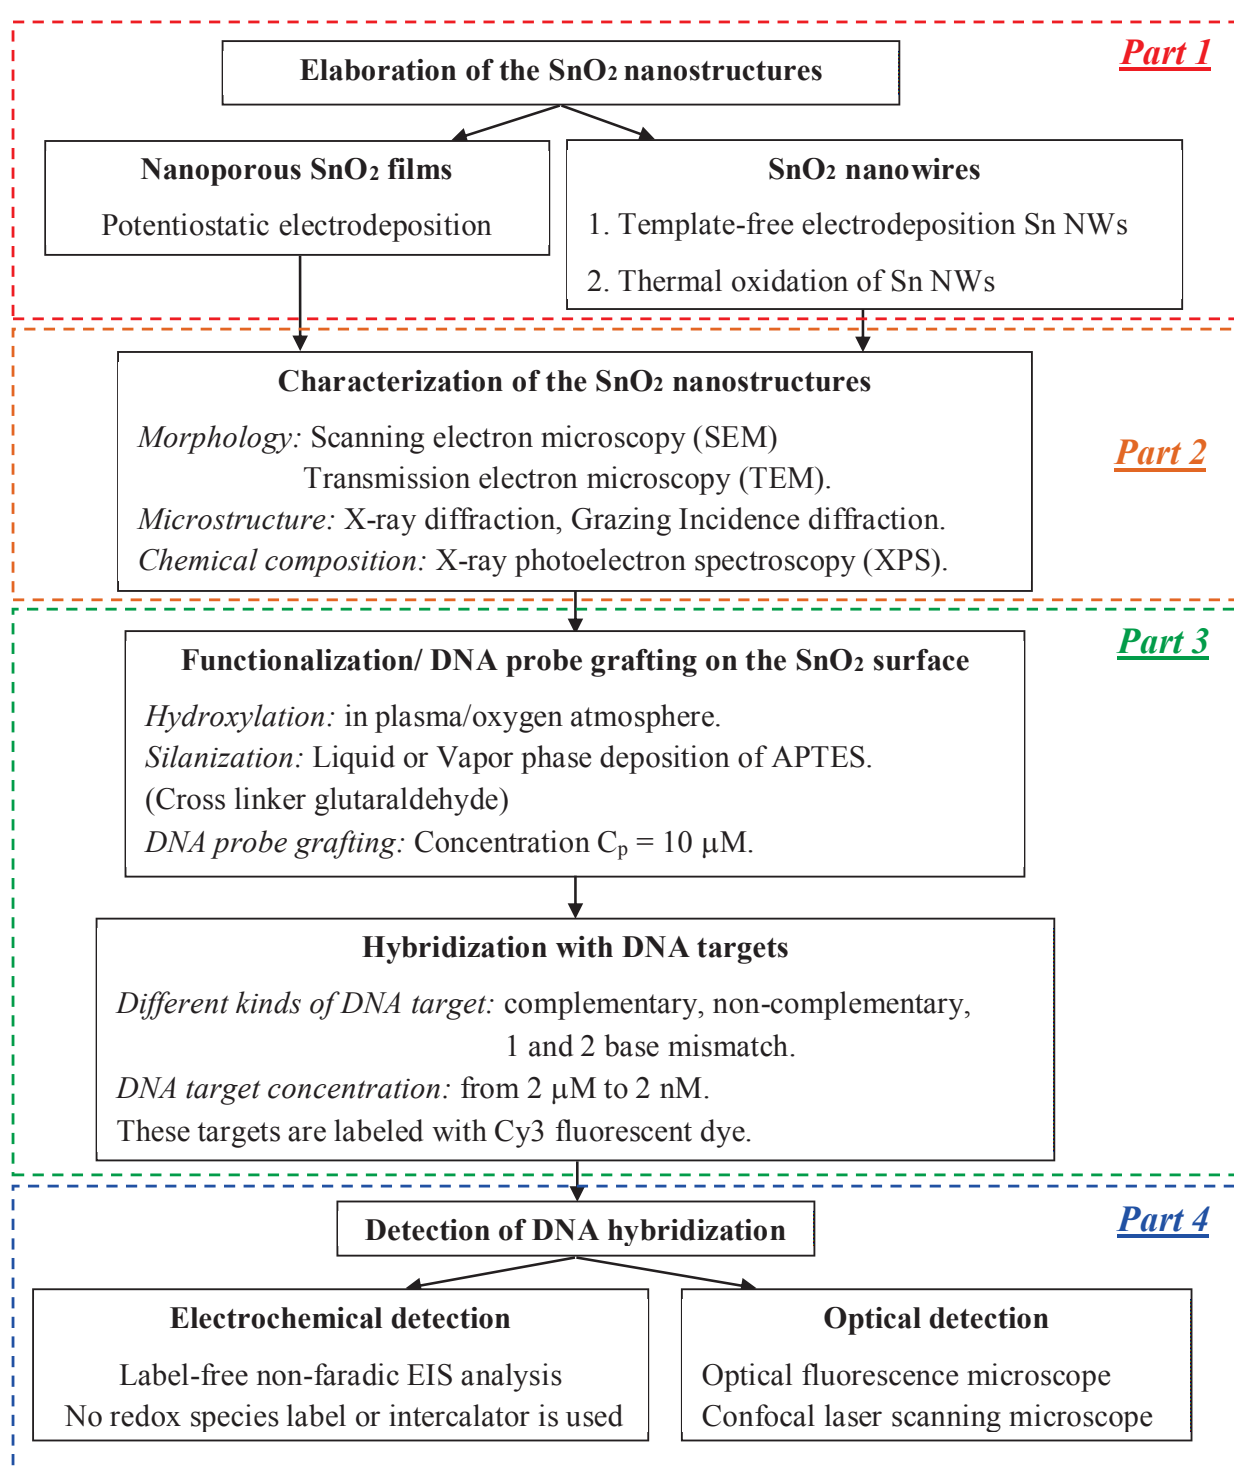 Part 1
Elaboration of the SnO₂ nanostructures
Nanoporous SnO₂ films
Potentiostatic electrodeposition
SnO₂ nanowires
1. Template-free electrodeposition Sn NWs
2. Thermal oxidation of Sn NWs
Part 2
Characterization of the SnO₂ nanostructures
Morphology: Scanning electron microscopy (SEM)
Transmission electron microscopy (TEM).
Microstructure: X-ray diffraction, Grazing Incidence diffraction.
Chemical composition: X-ray photoelectron spectroscopy (XPS).
Part 3
Functionalization/ DNA probe grafting on the SnO₂ surface
Hydroxylation: in plasma/oxygen atmosphere.
Silanization: Liquid or Vapor phase deposition of APTES.
(Cross linker glutaraldehyde)
DNA probe grafting: Concentration Cₚ = 10 μM.
Hybridization with DNA targets
Different kinds of DNA target: complementary, non-complementary,
1 and 2 base mismatch.
DNA target concentration: from 2 μM to 2 nM.
These targets are labeled with Cy3 fluorescent dye.
Part 4
Detection of DNA hybridization
Electrochemical detection
Label-free non-faradic EIS analysis
No redox species label or intercalator is used
Optical detection
Optical fluorescence microscope
Confocal laser scanning microscope